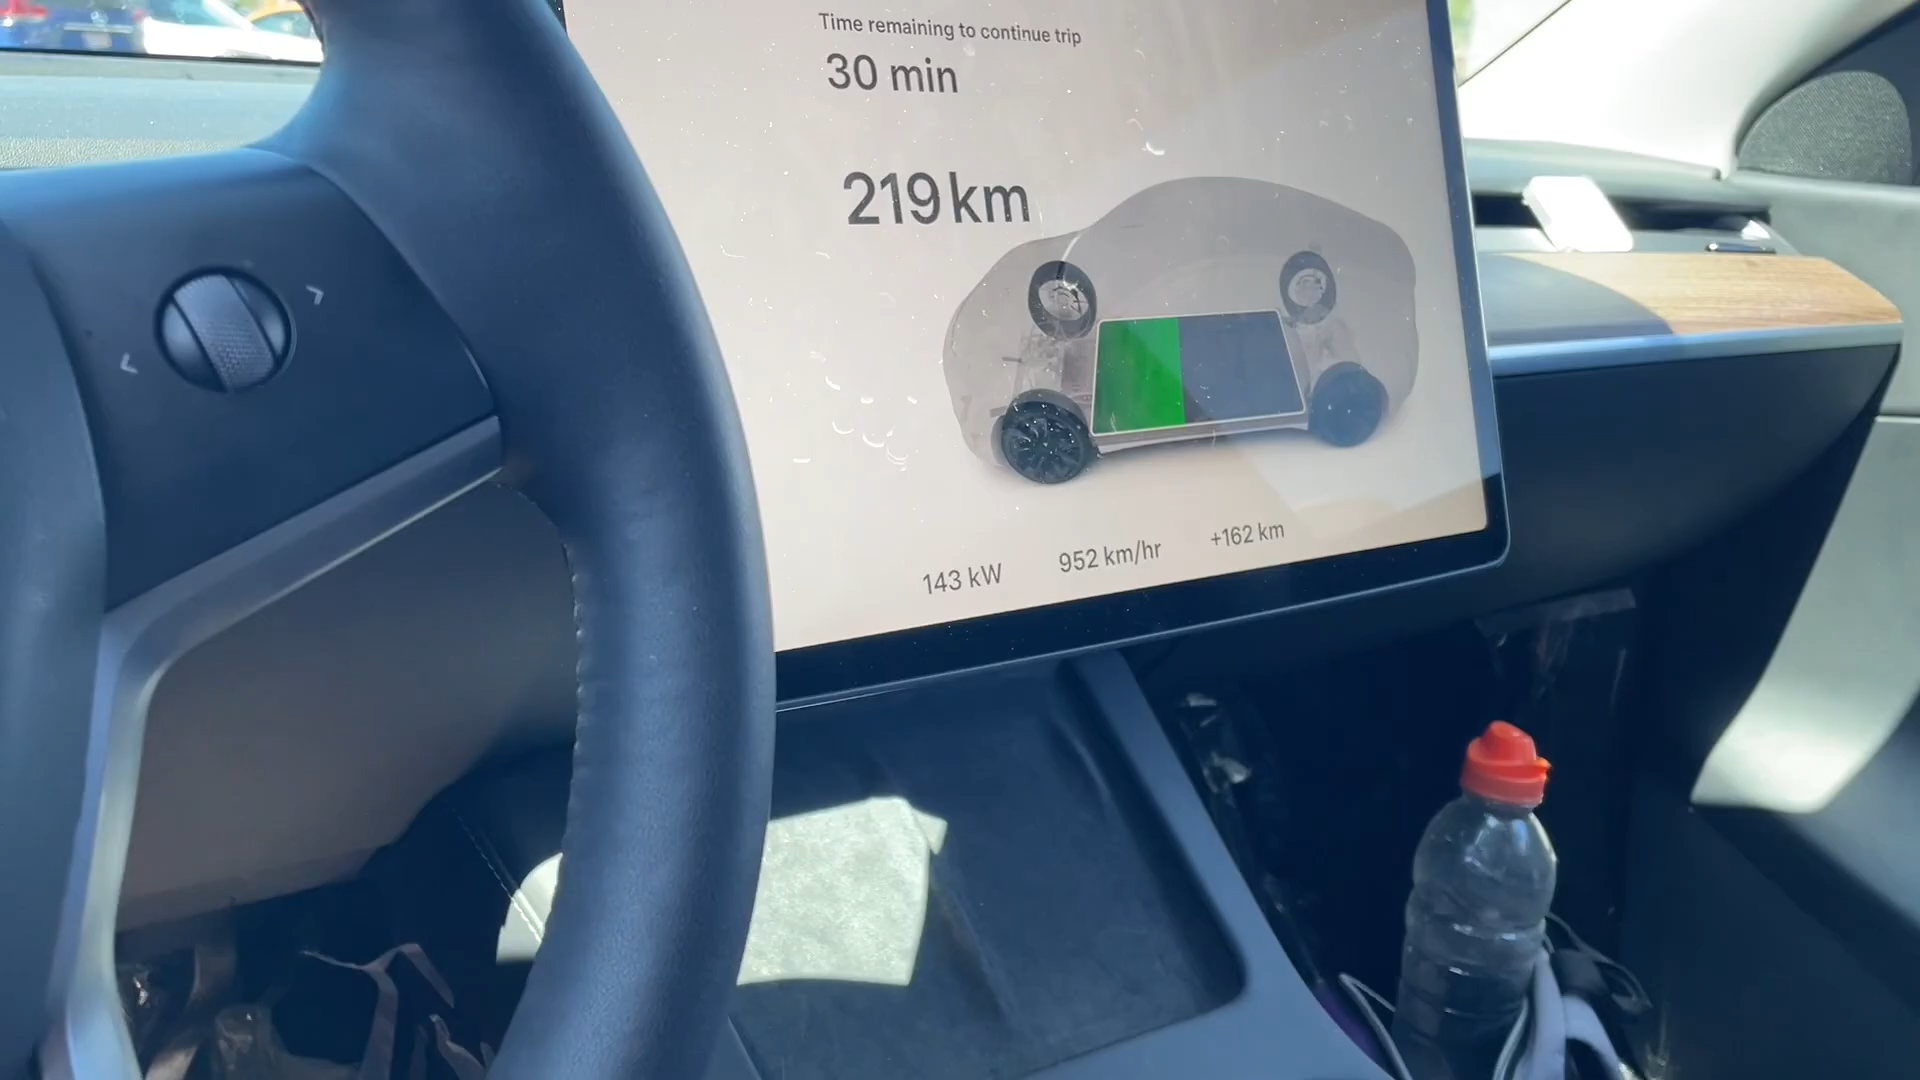 Time remaining to continue trip
30 min
219 km
143 kW
952 km/hr
+162 km